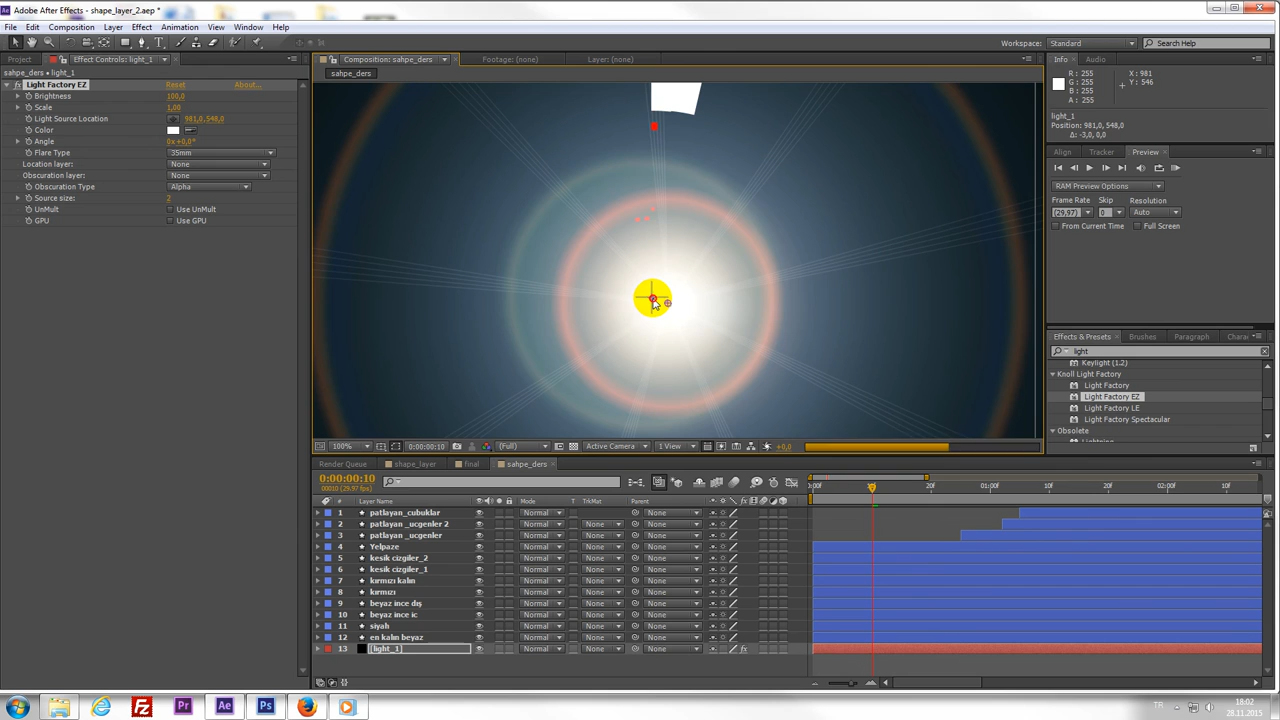 Adobe After Effects - shape_layer_2.aep *
File Edit Composition Layer Effect Animation View Window Help
Workspace: Standard Search Help
Project Effect Controls: light_1 Composition: sahpe_ders Footage: (none) Layer: (none) Info Audio
sahpe_ders • light_1 sahpe_ders
Light Factory EZ Reset About...
Brightness 100,0
Scale 1,00
Light Source Location 981,0, 548,0
Color
Angle 0x+0,0°
Flare Type 35mm
Location layer: None
Obscuration layer: None
Obscuration Type Alpha
Source size: 2
UnMult Use UnMult
GPU Use GPU
R: 255 X: 981
G: 255 Y: 546
B: 255
A: 255
light_1
Position: 981,0, 548,0
Δ: -3,0, 0,0
Align Tracker Preview
RAM Preview Options
Frame Rate Skip Resolution
(29,97) 0 Auto
From Current Time Full Screen
Effects & Presets Brushes Paragraph
light
Keylight (1.2)
Knoll Light Factory
Light Factory
Light Factory EZ
Light Factory LE
Light Factory Spectacular
Obsolete
Lightning
100% 0:00:00:10 (Full) Active Camera 1 View +0,0
Render Queue shape_layer final sahpe_ders
0:00:00:10
00010 (29.97 fps)
# Layer Name Mode T TrkMat Parent
:00f 20f 01:00f 15f 20f 02:00f 15f
1 patlayan_cubuklar Normal None
2 patlayan _ucgenler 2 Normal None None
3 patlayan _ucgenler Normal None None
4 Yelpaze Normal None None
5 kesik cizgiler_2 Normal None None
6 kesik cizgiler_1 Normal None None
7 kırmızı kalın Normal None None
8 kırmızı Normal None None
9 beyaz ince dış Normal None None
10 beyaz ince ic Normal None None
11 siyah Normal None None
12 en kalın beyaz Normal None None
13 [light_1] Normal None None
TR 18:02
28.11.2015